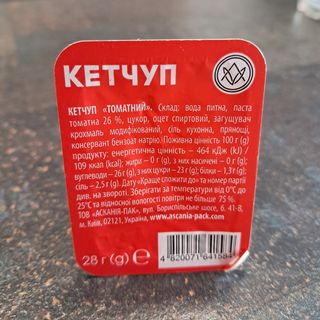 КЕТЧУП
КЕТЧУП «ТОМАТНИЙ». Склад: вода питна, паста
томатна 26 %, цукор, оцет спиртовий, загущувач
крохмаль модифікований, сіль кухонна, прянощі,
консервант бензоат натрію. Поживна цінність 100 г (g)
продукту: енергетична цінність — 464 кДж (kJ) /
109 ккал (kcal); жири – 0 г (g), з них насичені – 0 г (g);
вуглеводи – 26 г (g), з них цукри – 23 г (g); білки – 1,3г (g);
сіль – 2,5 г (g). Дату «Краще спожити до» та номер партії
див. на звороті. Зберігати за температури від 0°С до
25°С та відносної вологості повітря не більше 75 %.
ТОВ «АСКАНІЯ-ПАК», вул. Бориспільське шосе, б. 41-В,
м. Київ, 02121, Україна, www.ascania-pack.com
28 г (g) ℮
4 820071 641584